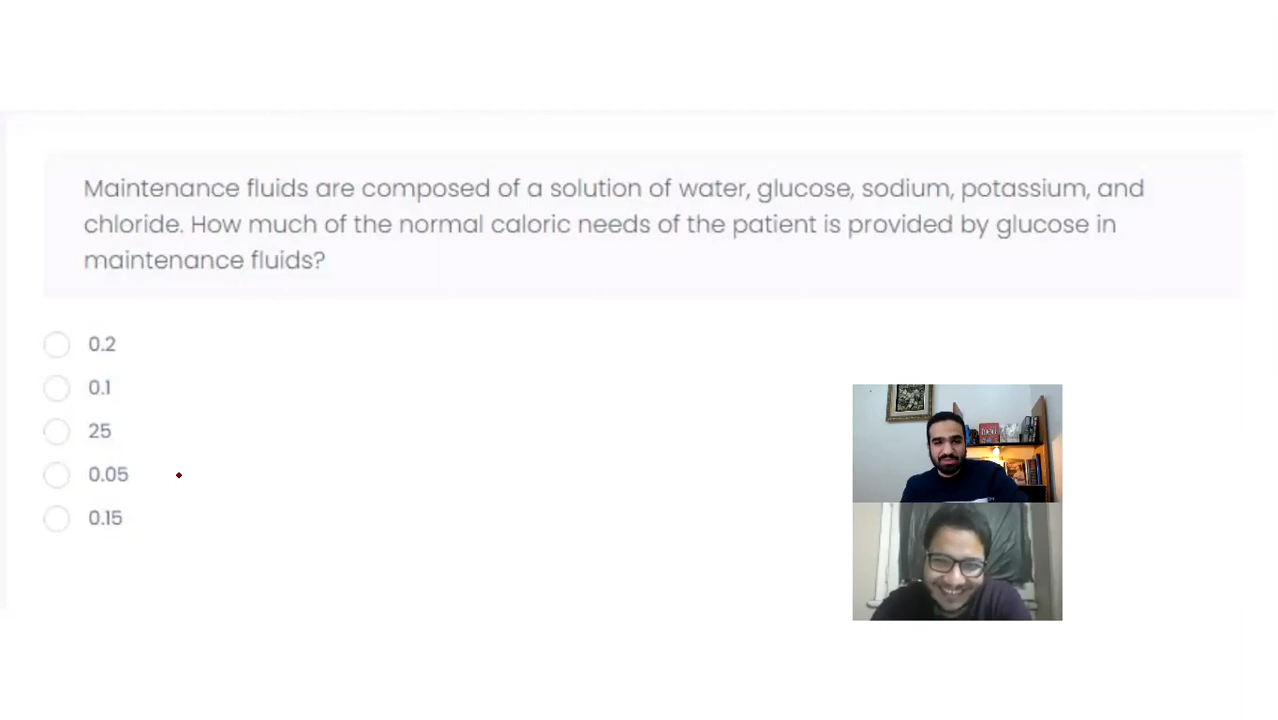 Maintenance fluids are composed of a solution of water, glucose, sodium, potassium, and
chloride. How much of the normal caloric needs of the patient is provided by glucose in
maintenance fluids?
0.2
0.1
25
0.05
0.15